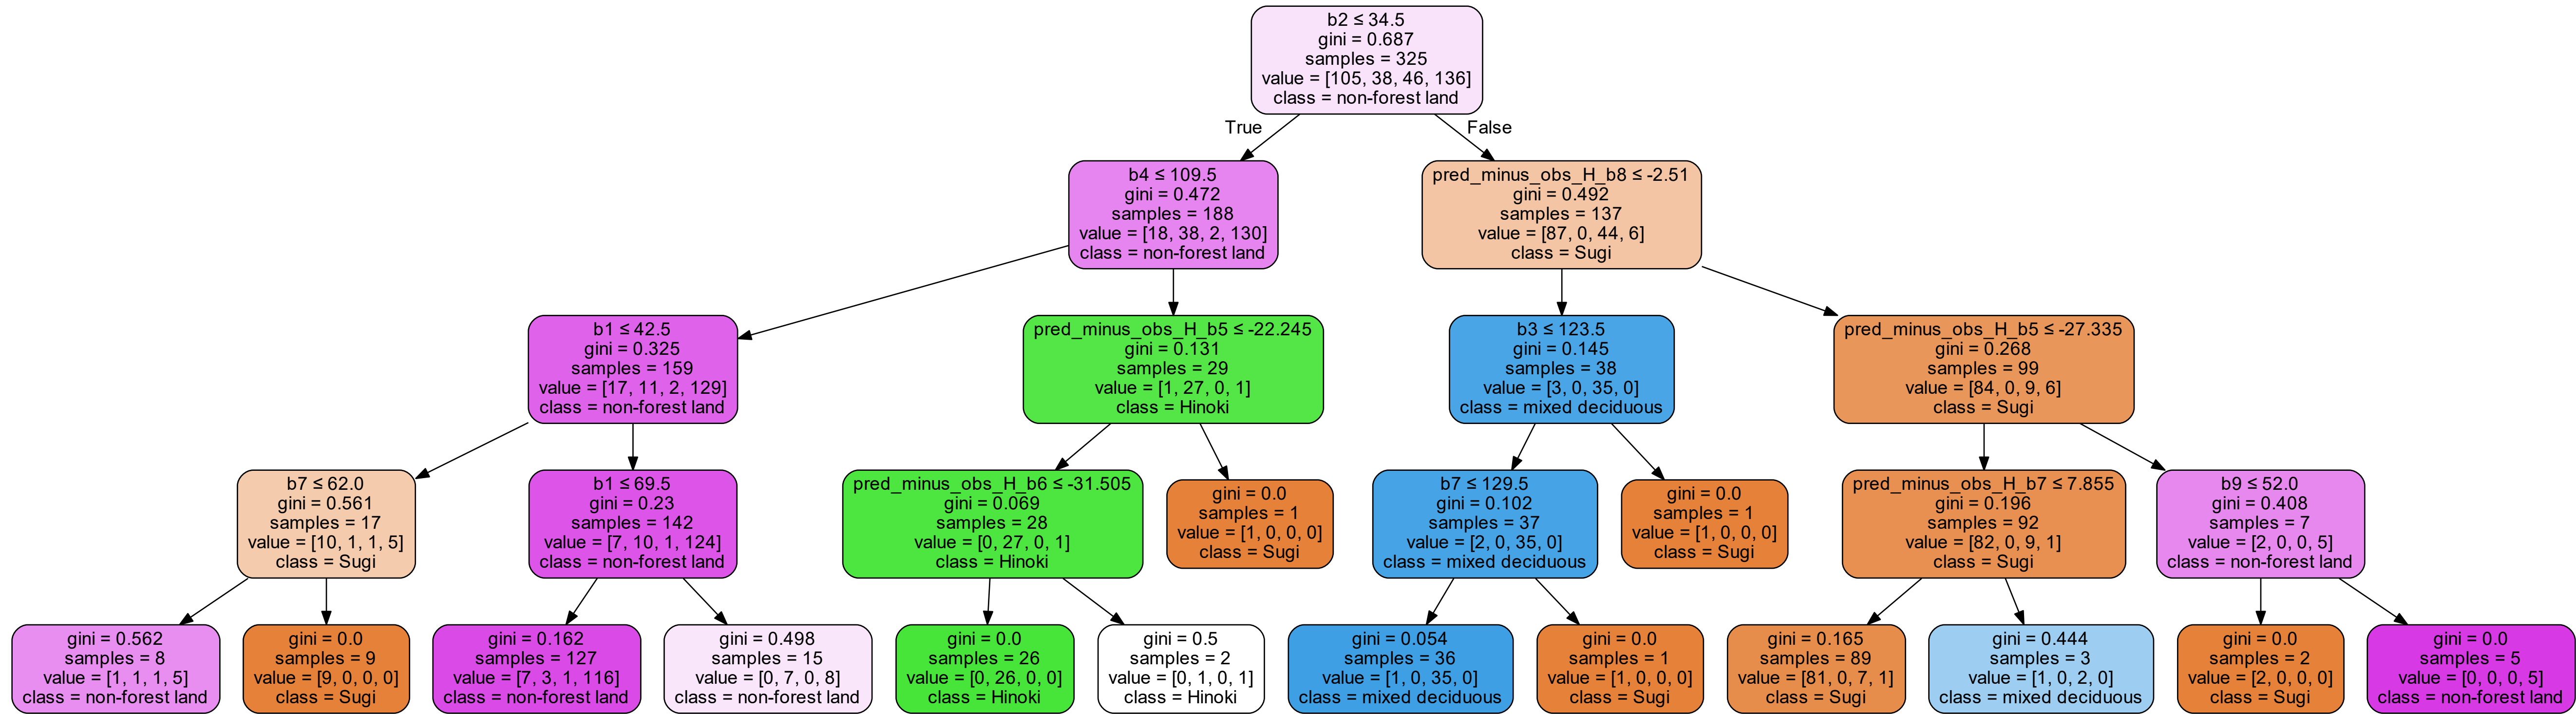 b2 ≤ 34.5
gini = 0.687
samples = 325
value = [105, 38, 46, 136]
class = non-forest land
True
False
b4 ≤ 109.5
gini = 0.472
samples = 188
value = [18, 38, 2, 130]
class = non-forest land
pred_minus_obs_H_b8 ≤ -2.51
gini = 0.492
samples = 137
value = [87, 0, 44, 6]
class = Sugi
b1 ≤ 42.5
gini = 0.325
samples = 159
value = [17, 11, 2, 129]
class = non-forest land
pred_minus_obs_H_b5 ≤ -22.245
gini = 0.131
samples = 29
value = [1, 27, 0, 1]
class = Hinoki
b3 ≤ 123.5
gini = 0.145
samples = 38
value = [3, 0, 35, 0]
class = mixed deciduous
pred_minus_obs_H_b5 ≤ -27.335
gini = 0.268
samples = 99
value = [84, 0, 9, 6]
class = Sugi
b7 ≤ 62.0
gini = 0.561
samples = 17
value = [10, 1, 1, 5]
class = Sugi
b1 ≤ 69.5
gini = 0.23
samples = 142
value = [7, 10, 1, 124]
class = non-forest land
pred_minus_obs_H_b6 ≤ -31.505
gini = 0.069
samples = 28
value = [0, 27, 0, 1]
class = Hinoki
gini = 0.0
samples = 1
value = [1, 0, 0, 0]
class = Sugi
b7 ≤ 129.5
gini = 0.102
samples = 37
value = [2, 0, 35, 0]
class = mixed deciduous
gini = 0.0
samples = 1
value = [1, 0, 0, 0]
class = Sugi
pred_minus_obs_H_b7 ≤ 7.855
gini = 0.196
samples = 92
value = [82, 0, 9, 1]
class = Sugi
b9 ≤ 52.0
gini = 0.408
samples = 7
value = [2, 0, 0, 5]
class = non-forest land
gini = 0.562
samples = 8
value = [1, 1, 1, 5]
class = non-forest land
gini = 0.0
samples = 9
value = [9, 0, 0, 0]
class = Sugi
gini = 0.162
samples = 127
value = [7, 3, 1, 116]
class = non-forest land
gini = 0.498
samples = 15
value = [0, 7, 0, 8]
class = non-forest land
gini = 0.0
samples = 26
value = [0, 26, 0, 0]
class = Hinoki
gini = 0.5
samples = 2
value = [0, 1, 0, 1]
class = Hinoki
gini = 0.054
samples = 36
value = [1, 0, 35, 0]
class = mixed deciduous
gini = 0.0
samples = 1
value = [1, 0, 0, 0]
class = Sugi
gini = 0.165
samples = 89
value = [81, 0, 7, 1]
class = Sugi
gini = 0.444
samples = 3
value = [1, 0, 2, 0]
class = mixed deciduous
gini = 0.0
samples = 2
value = [2, 0, 0, 0]
class = Sugi
gini = 0.0
samples = 5
value = [0, 0, 0, 5]
class = non-forest land